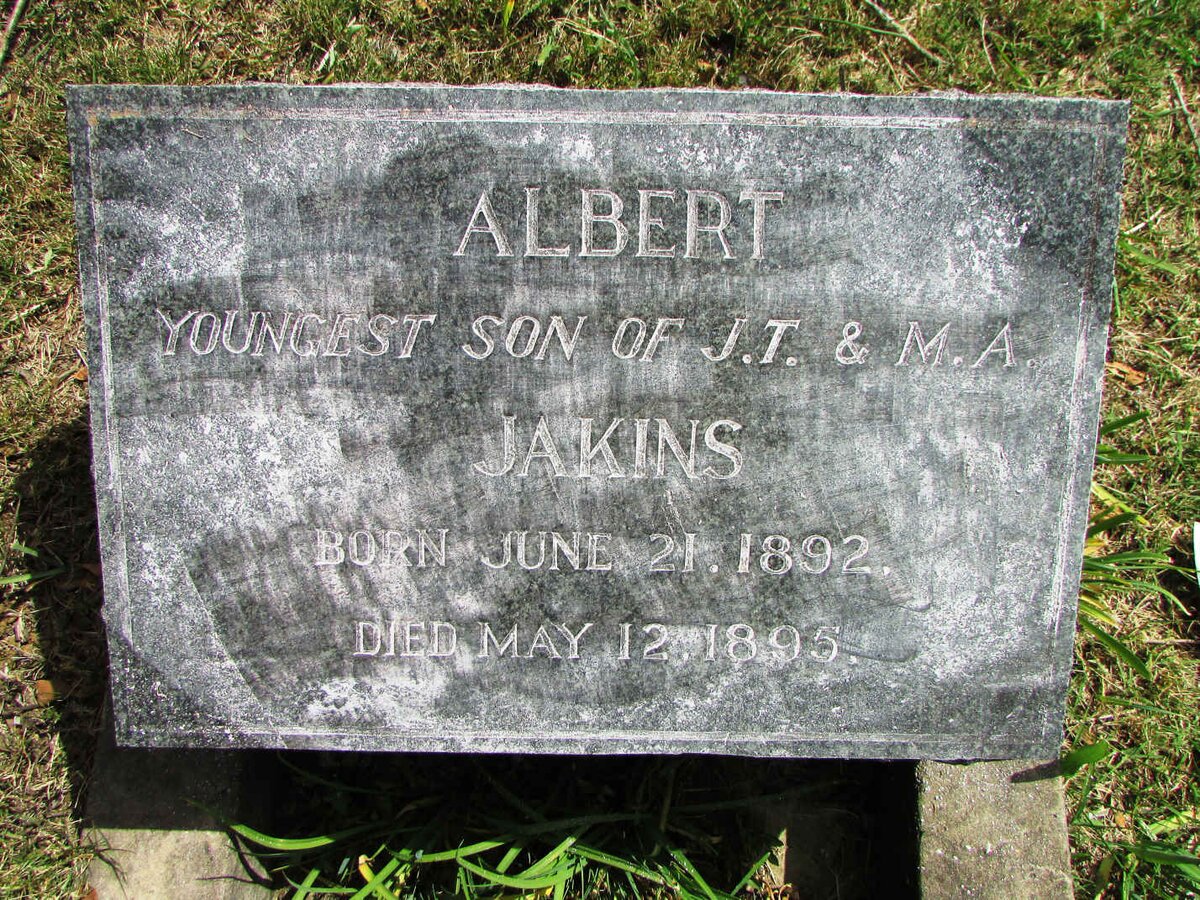 ALBERT
YOUNGEST SON OF J.T. & M.A.
JAKINS
BORN JUNE 21. 1892.
DIED MAY 12. 1895.